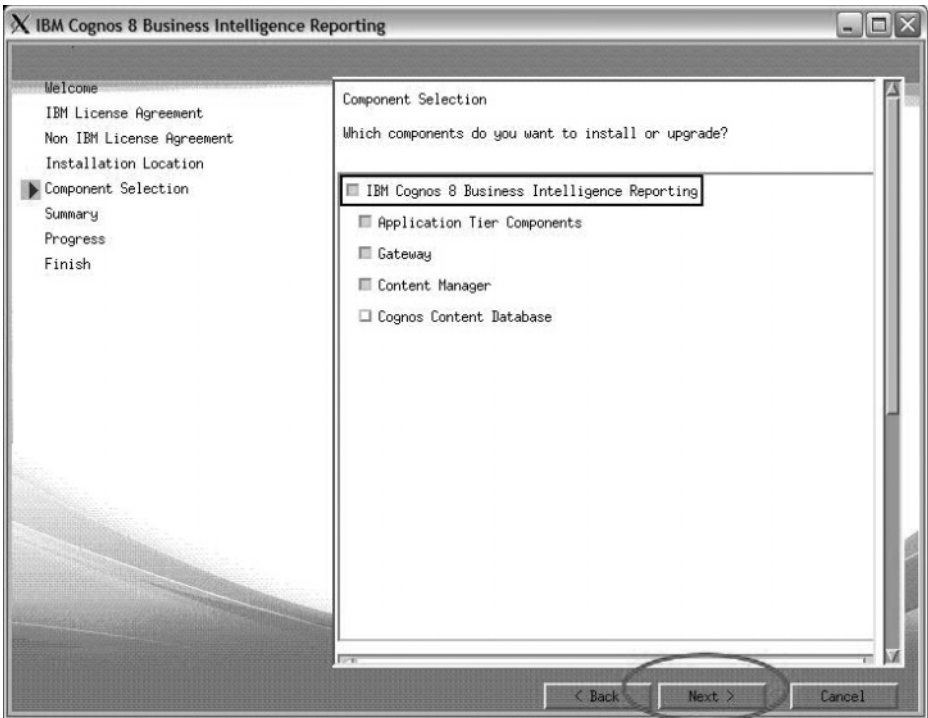 IBM Cognos 8 Business Intelligence Reporting
Welcome
IBM License Agreement
Non IBM License Agreement
Installation Location
Component Selection
Summary
Progress
Finish
Component Selection
Which components do you want to install or upgrade?
IBM Cognos 8 Business Intelligence Reporting
Application Tier Components
Gateway
Content Manager
Cognos Content Database
< Back
Next >
Cancel